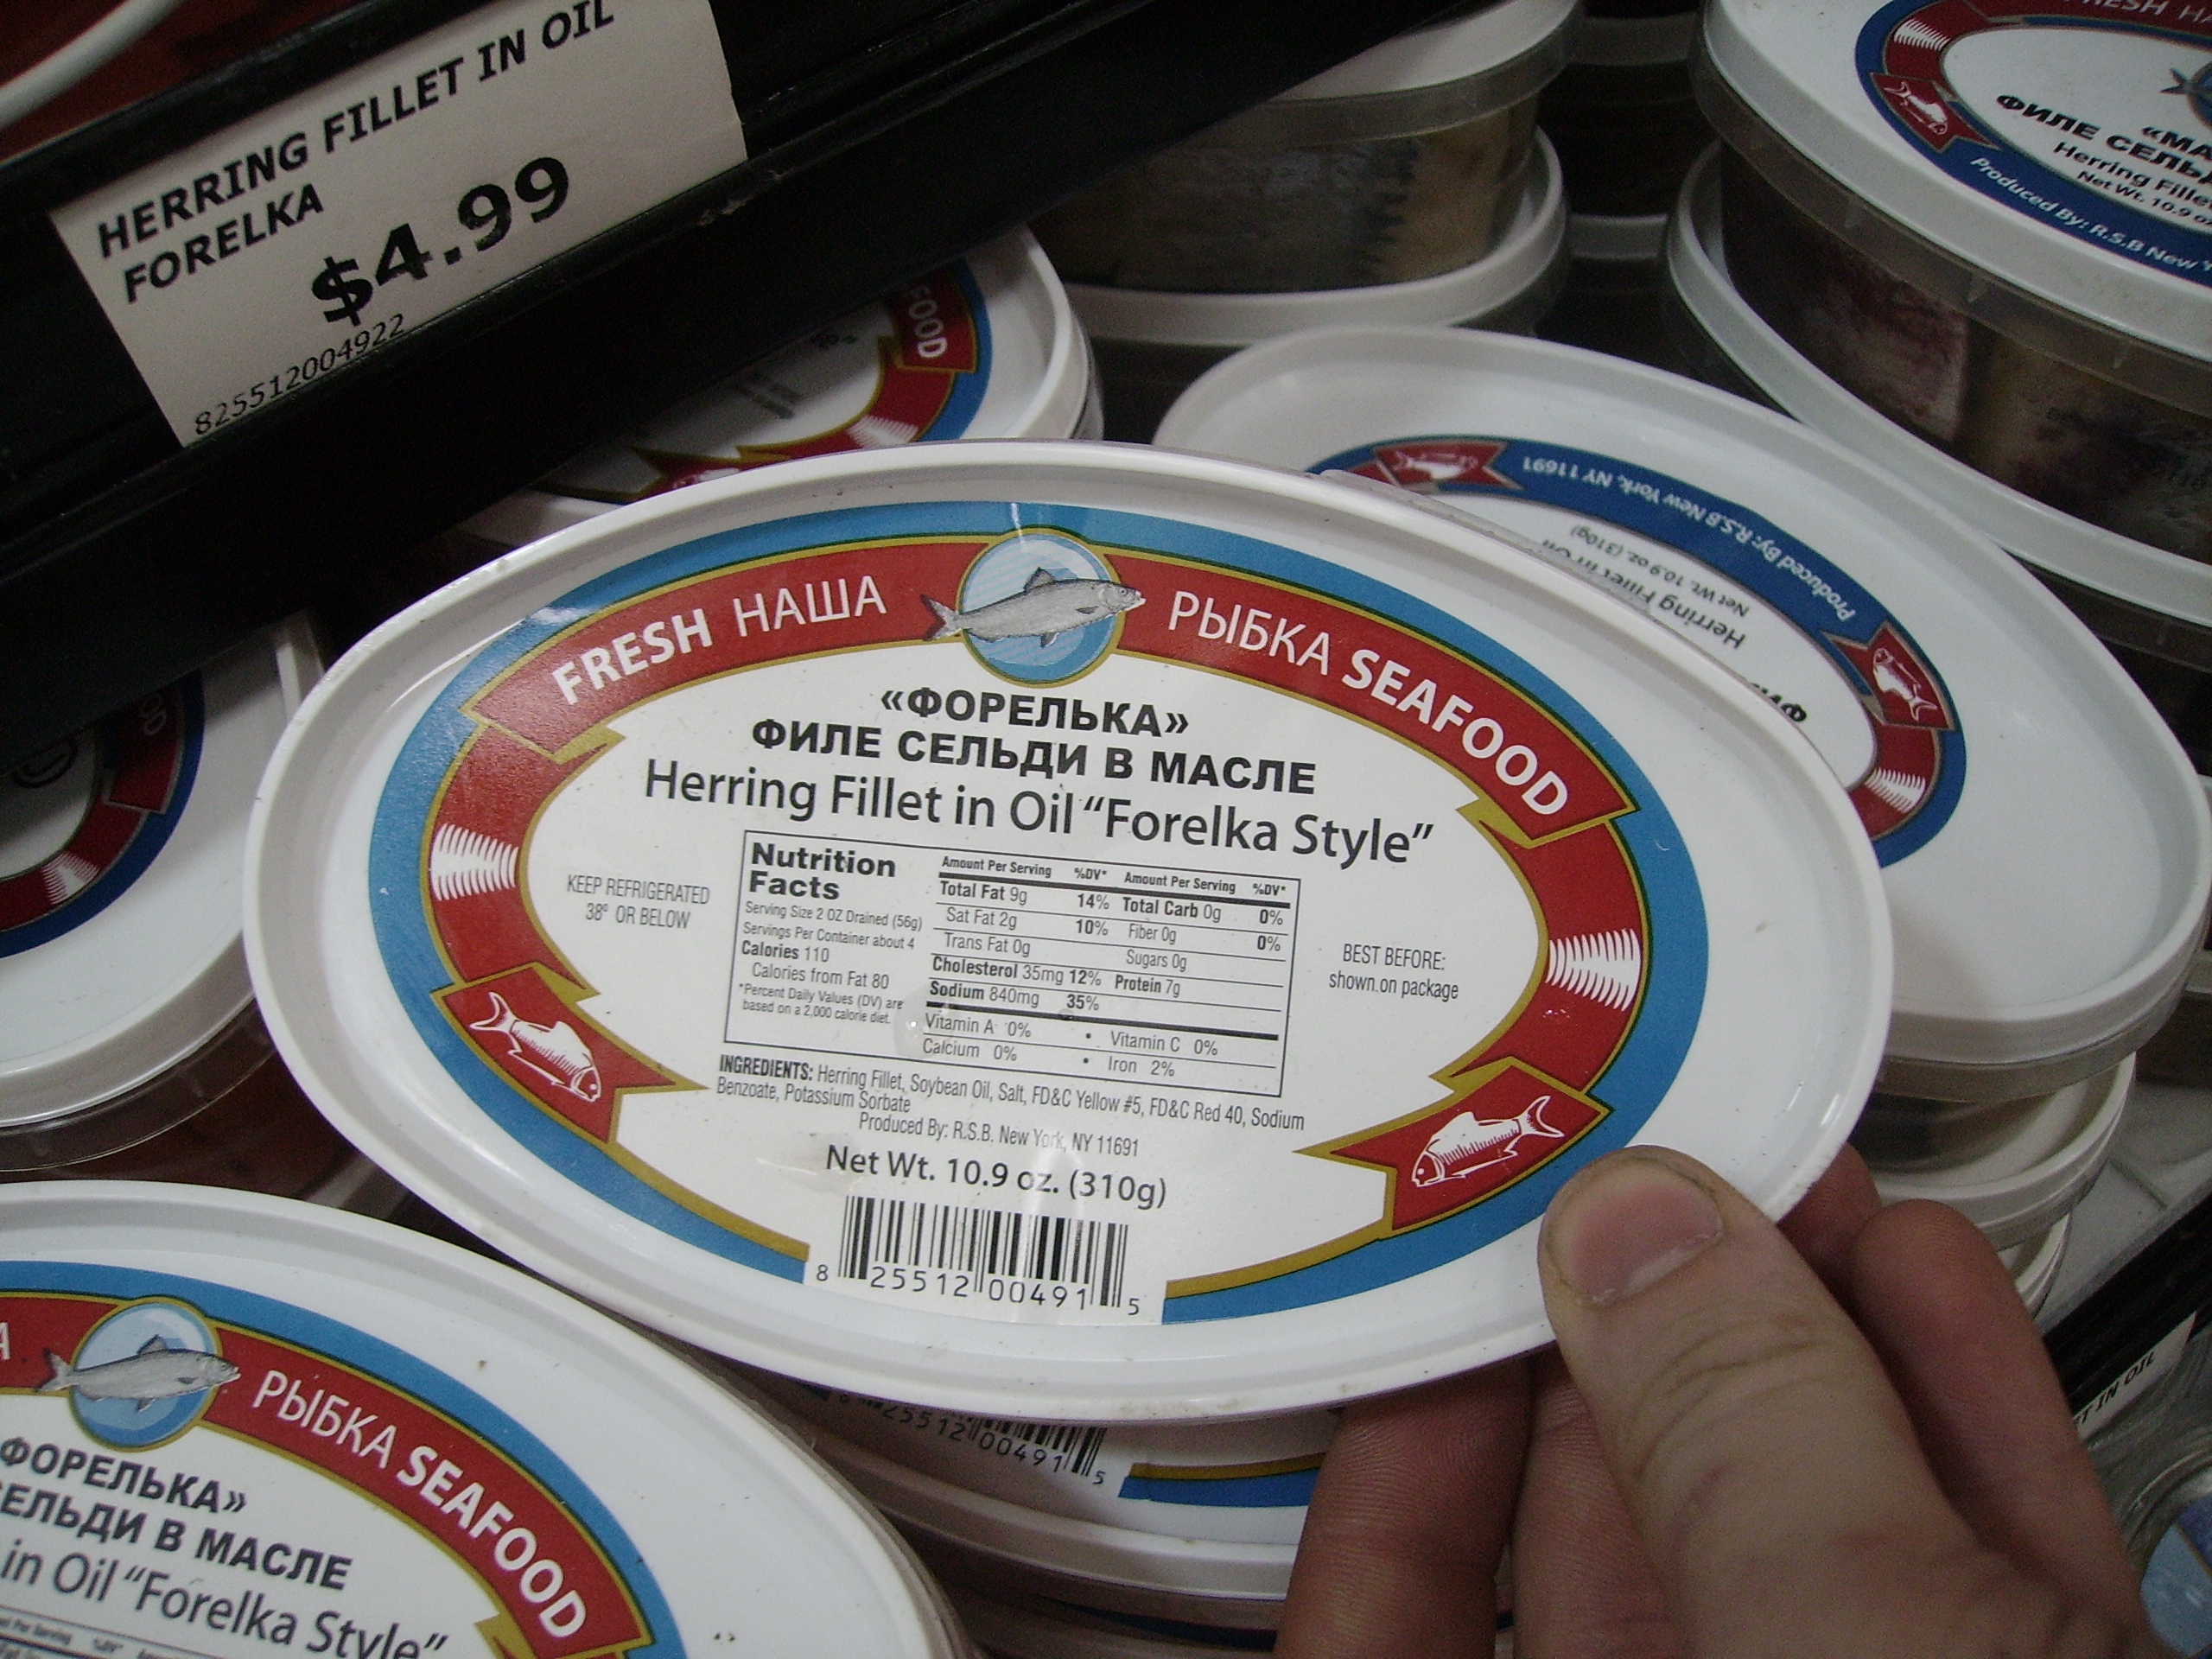 HERRING FILLET IN OIL
FORELKA
$4.99
825512004922
FOOD
FRESH НАША РЫБКА SEAFOOD
«ФОРЕЛЬКА»
ФИЛЕ СЕЛЬДИ В МАСЛЕ
Herring Fillet in Oil "Forelka Style"
KEEP REFRIGERATED
38° OR BELOW
Nutrition
Facts
Serving Size 2 OZ Drained (56g)
Servings Per Container about 4
Calories 110
Calories from Fat 80
*Percent Daily Values (DV) are
based on a 2,000 calorie diet.
Amount Per Serving %DV* Amount Per Serving %DV*
Total Fat 9g 14% Total Carb 0g 0%
Sat Fat 2g 10% Fiber 0g 0%
Trans Fat 0g Sugars 0g
Cholesterol 35mg 12% Protein 7g
Sodium 840mg 35%
Vitamin A 0% • Vitamin C 0%
Calcium 0% • Iron 2%
BEST BEFORE:
shown on package
INGREDIENTS: Herring Fillet, Soybean Oil, Salt, FD&C Yellow #5, FD&C Red 40, Sodium
Benzoate, Potassium Sorbate
Produced By: R.S.B. New York, NY 11691
Net Wt. 10.9 oz. (310g)
8 25512 00491 5
Produced By: R.S.B New York, NY 11691
Herring Fillet in Oil
Net Wt. 10.9 oz. (310g)
ФИЛЕ
Herring
Net Wt. 10.9
Produced By: R.S.B New
25512 00491 5
РЫБКА SEAFOOD
ФОРЕЛЬКА»
В МАСЛЕ
in Oil "Forelka Style"
IN OIL